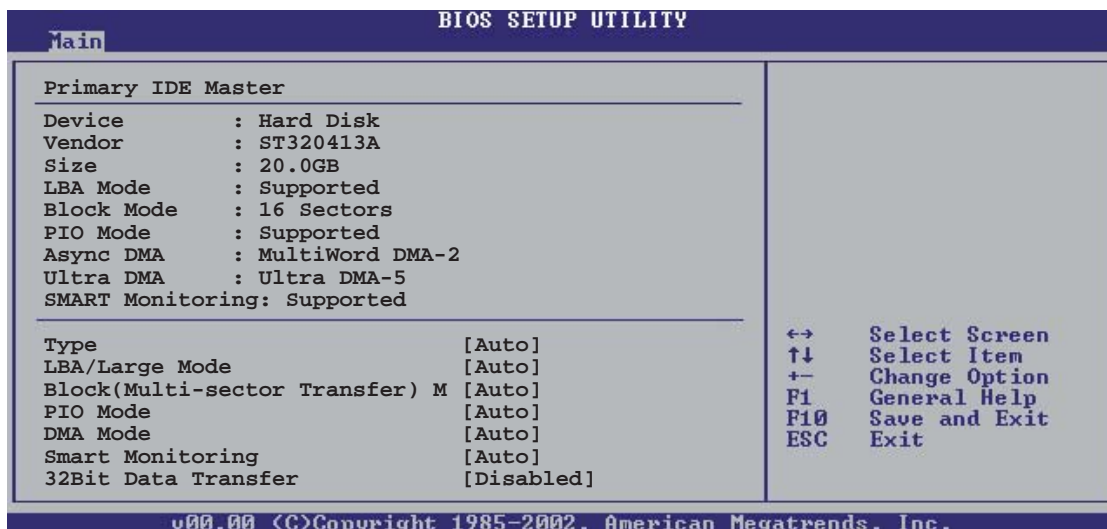 BIOS SETUP UTILITY
Main
Primary IDE Master
Device : Hard Disk
Vendor : ST320413A
Size : 20.0GB
LBA Mode : Supported
Block Mode : 16 Sectors
PIO Mode : Supported
Async DMA : MultiWord DMA-2
Ultra DMA : Ultra DMA-5
SMART Monitoring: Supported
Type [Auto]
LBA/Large Mode [Auto]
Block(Multi-sector Transfer) M [Auto]
PIO Mode [Auto]
DMA Mode [Auto]
Smart Monitoring [Auto]
32Bit Data Transfer [Disabled]
←→ Select Screen
↑↓ Select Item
+- Change Option
F1 General Help
F10 Save and Exit
ESC Exit
v00.00 (C)Copyright 1985-2002, American Megatrends, Inc.